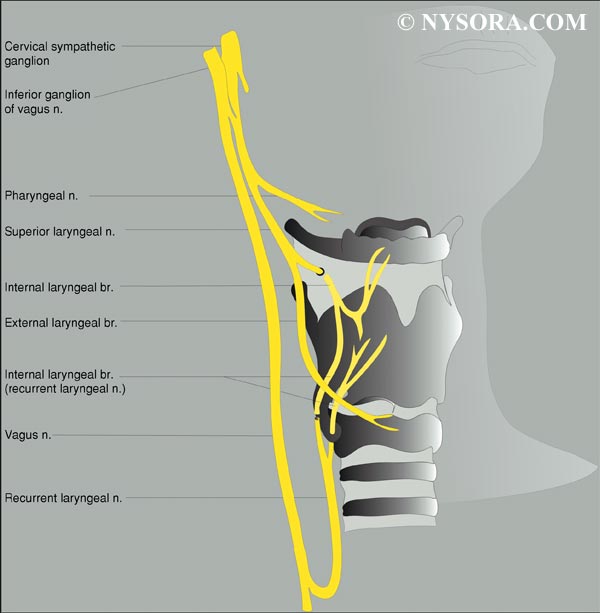 © NYSORA.COM
Cervical sympathetic
ganglion
Inferior ganglion
of vagus n.
Pharyngeal n.
Superior laryngeal n.
Internal laryngeal br.
External laryngeal br.
Internal laryngeal br.
(recurrent laryngeal n.)
Vagus n.
Recurrent laryngeal n.